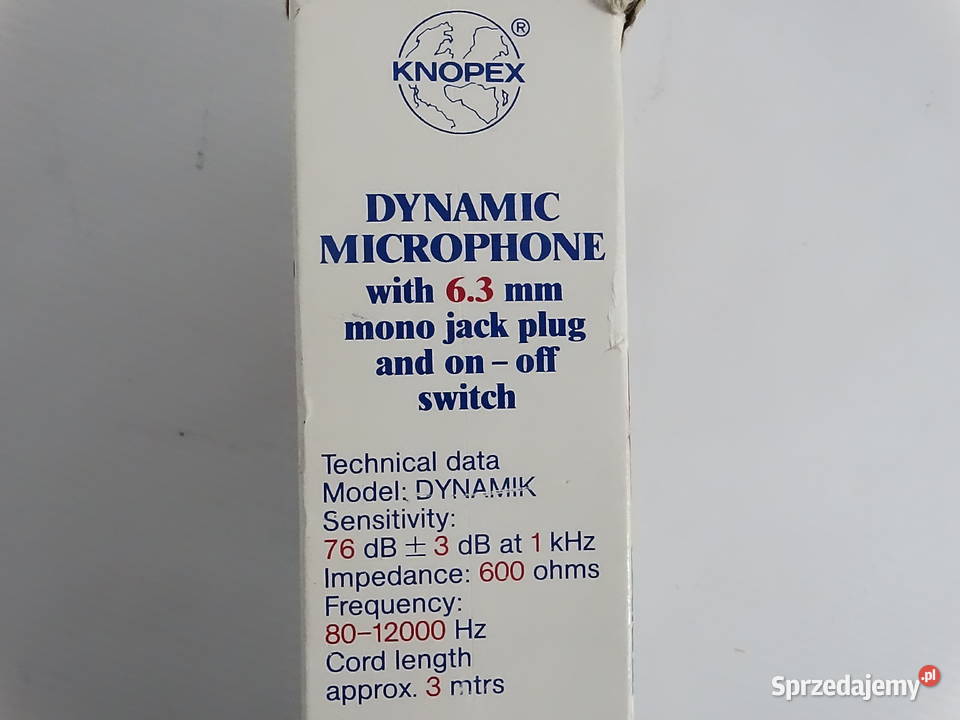 KNOPEX®
DYNAMIC
MICROPHONE
with 6.3 mm
mono jack plug
and on – off
switch
Technical data
Model: DYNAMIK
Sensitivity:
76 dB ± 3 dB at 1 kHz
Impedance: 600 ohms
Frequency:
80–12000 Hz
Cord length
approx. 3 mtrs
Sprzedajemy.pl